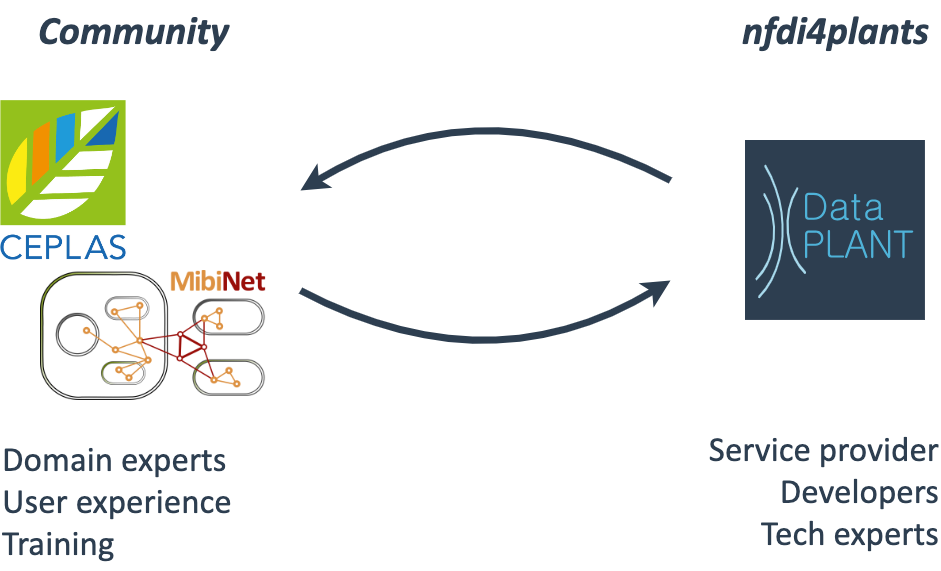 Community
nfdi4plants
CEPLAS
MibiNet
Data
PLANT
Domain experts
User experience
Training
Service provider
Developers
Tech experts